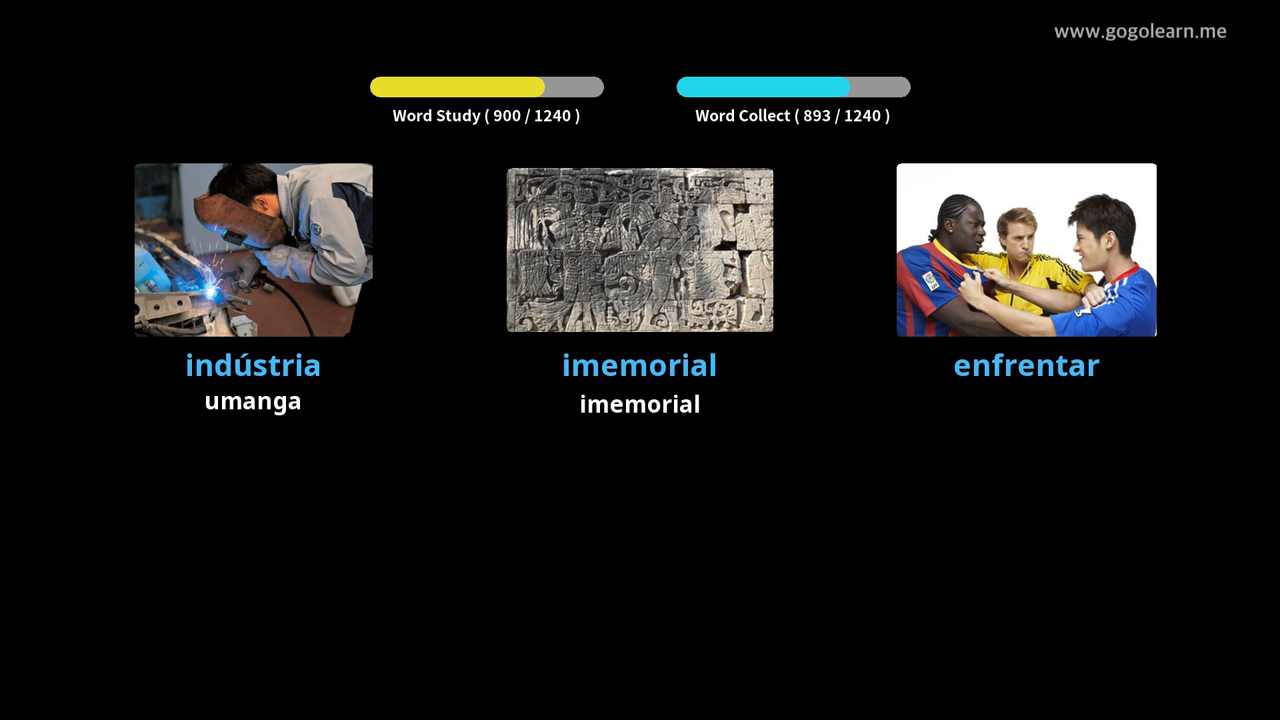 www.gogolearn.me
Word Study ( 900 / 1240 )
Word Collect ( 893 / 1240 )
indústria
umanga
imemorial
imemorial
enfrentar